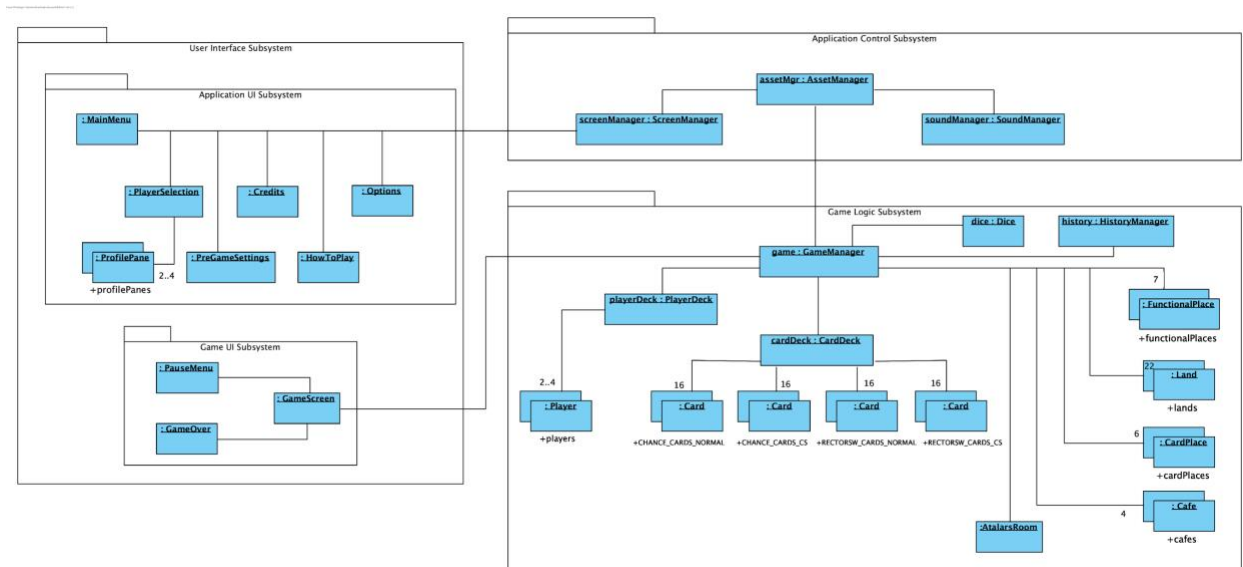 User Interface Subsystem
Application UI Subsystem
: MainMenu
: PlayerSelection
: Credits
: Options
: ProfilePane
2..4
+profilePanes
: PreGameSettings
: HowToPlay
Game UI Subsystem
: PauseMenu
: GameScreen
: GameOver
Application Control Subsystem
assetMgr : AssetManager
screenManager : ScreenManager
soundManager : SoundManager
Game Logic Subsystem
dice : Dice
history : HistoryManager
game : GameManager
playerDeck : PlayerDeck
cardDeck : CardDeck
2..4
: Player
+players
16
: Card
+CHANCE_CARDS_NORMAL
16
: Card
+CHANCE_CARDS_CS
16
: Card
+RECTORSW_CARDS_NORMAL
16
: Card
+RECTORSW_CARDS_CS
7
: FunctionalPlace
+functionalPlaces
22
: Land
+lands
6
: CardPlace
+cardPlaces
4
: Cafe
+cafes
:AtalarsRoom